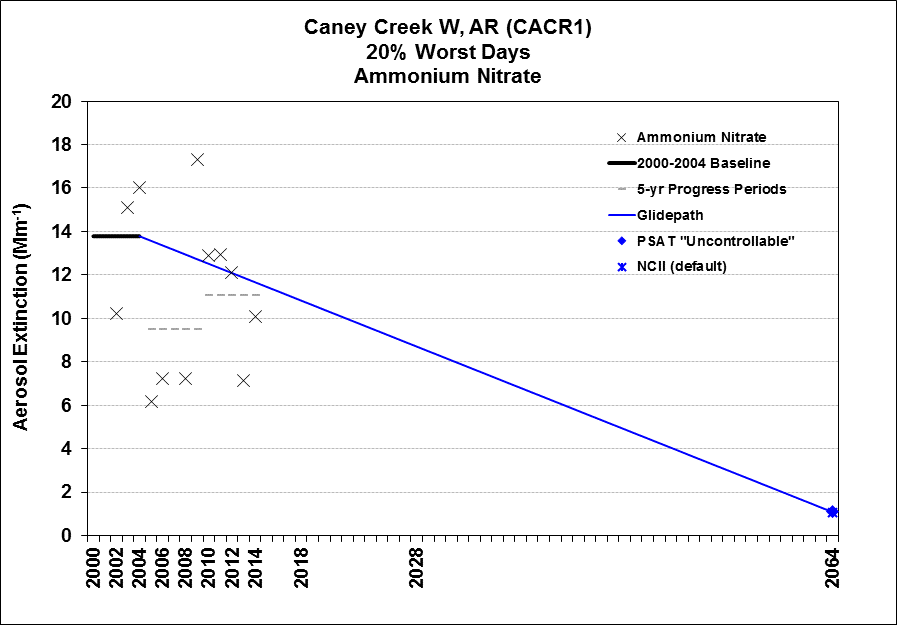 Caney Creek W, AR (CACR1)
20% Worst Days
Ammonium Nitrate
Aerosol Extinction (Mm-1)
20
18
16
14
12
10
8
6
4
2
0
Ammonium Nitrate
2000-2004 Baseline
5-yr Progress Periods
Glidepath
PSAT "Uncontrollable"
NCII (default)
2000
2002
2004
2006
2008
2010
2012
2014
2018
2028
2064